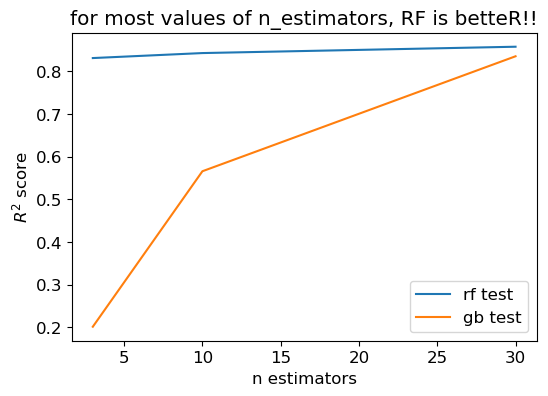 for most values of n_estimators, RF is betteR!!
0.8
0.7
0.6
0.5
0.4
0.3
0.2
R² score
rf test
gb test
5 10 15 20 25 30
n estimators